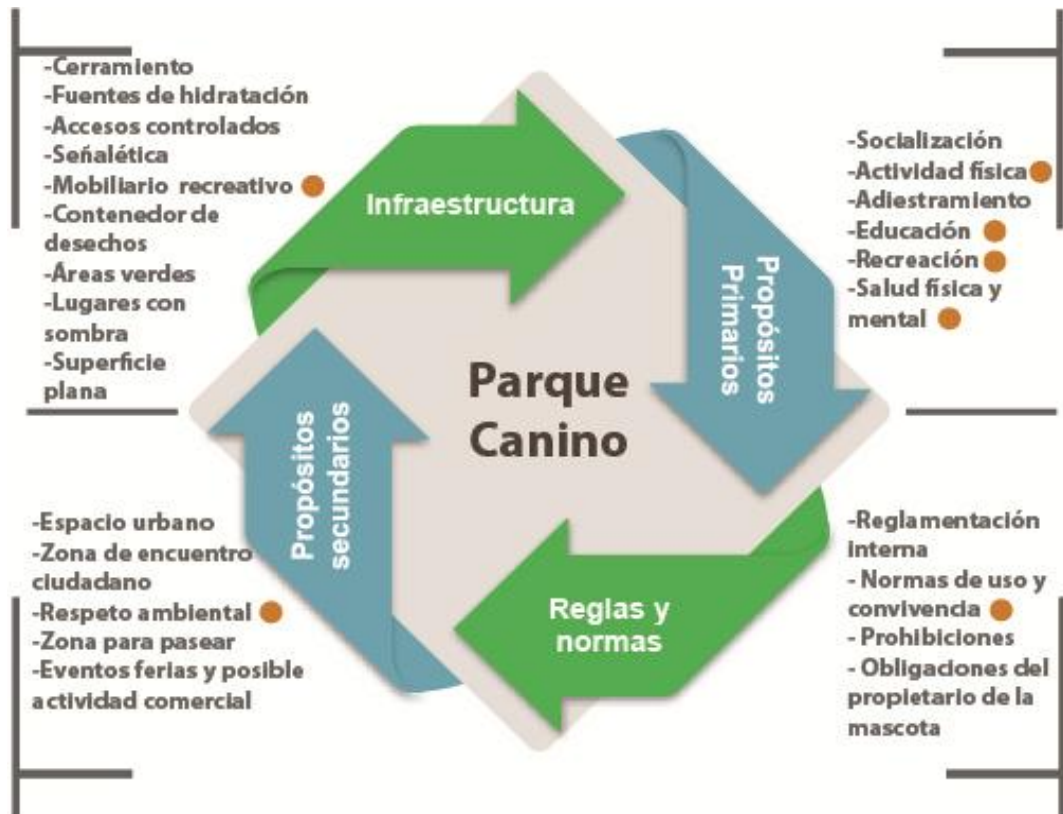 -Cerramiento
-Fuentes de hidratación
-Accesos controlados
-Señalética
-Mobiliario recreativo
-Contenedor de
desechos
-Áreas verdes
-Lugares con
sombra
-Superficie
plana
Infraestructura
-Socialización
-Actividad física
-Adiestramiento
-Educación
-Recreación
-Salud física y
mental
Propósitos
Primarios
Parque
Canino
Propósitos
secundarios
-Espacio urbano
-Zona de encuentro
ciudadano
-Respeto ambiental
-Zona para pasear
-Eventos ferias y posible
actividad comercial
Reglas y
normas
-Reglamentación
interna
- Normas de uso y
convivencia
- Prohibiciones
- Obligaciones del
propietario de la
mascota